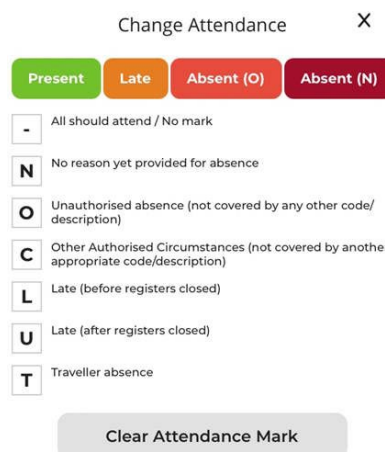 Change Attendance X
Present Late Absent (O) Absent (N)
- All should attend / No mark
N No reason yet provided for absence
O Unauthorised absence (not covered by any other code/
description)
C Other Authorised Circumstances (not covered by anothe
appropriate code/description)
L Late (before registers closed)
U Late (after registers closed)
T Traveller absence
Clear Attendance Mark